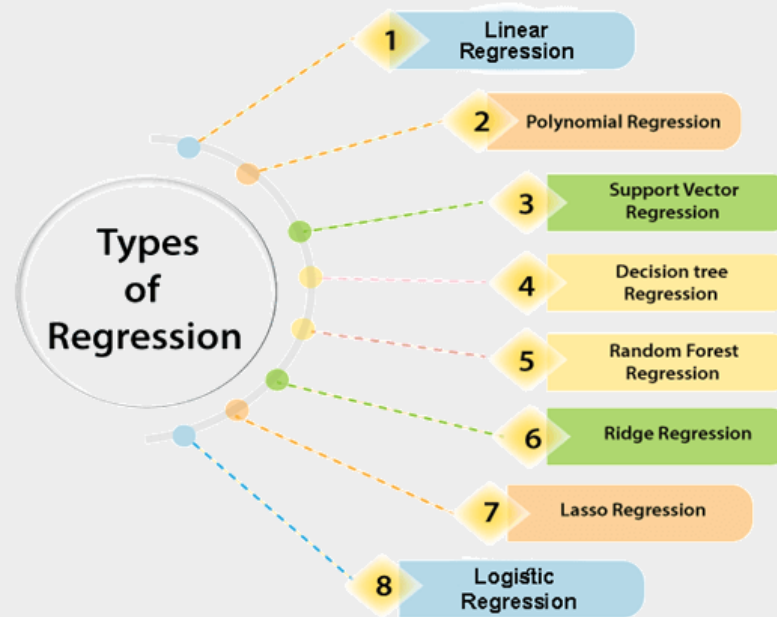 Types
of
Regression
1
Linear
Regression
2
Polynomial Regression
3
Support Vector
Regression
4
Decision tree
Regression
5
Random Forest
Regression
6
Ridge Regression
7
Lasso Regression
8
Logistic
Regression